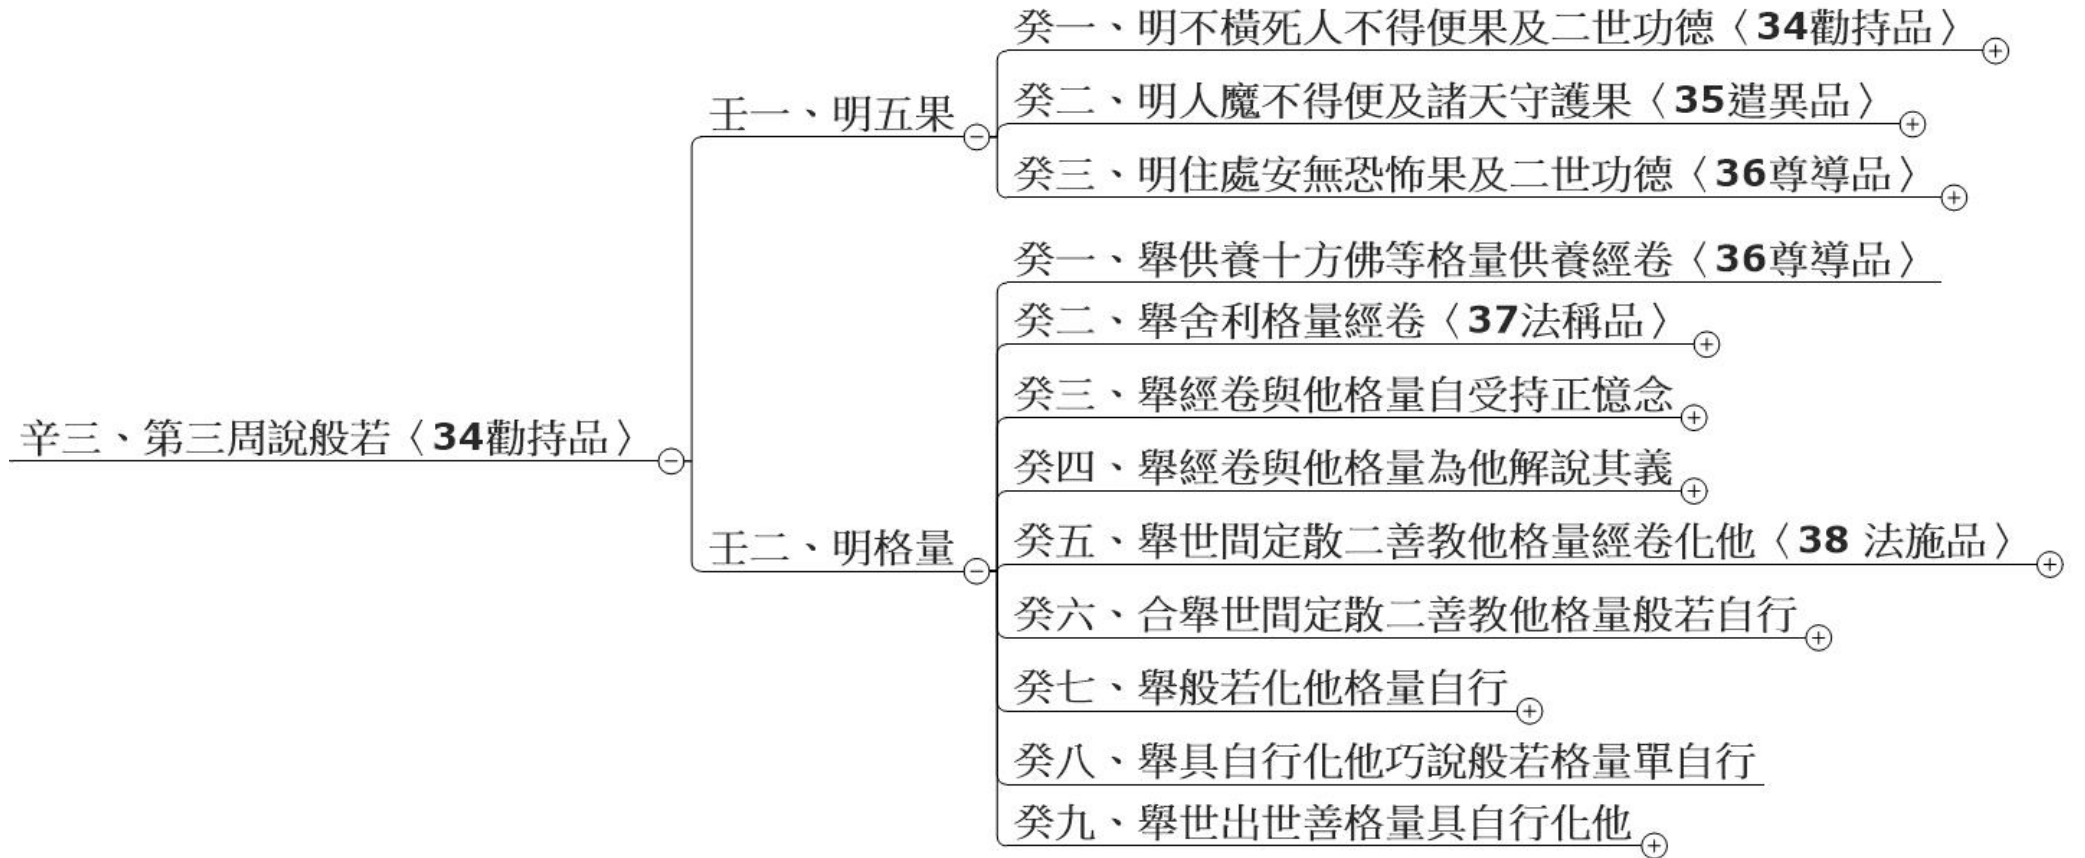 辛三、第三周說般若〈34勸持品〉
壬一、明五果
癸一、明不橫死人不得便果及二世功德〈34勸持品〉
癸二、明人魔不得便及諸天守護果〈35遣異品〉
癸三、明住處安無恐怖果及二世功德〈36尊導品〉
壬二、明格量
癸一、舉供養十方佛等格量供養經卷〈36尊導品〉
癸二、舉舍利格量經卷〈37法稱品〉
癸三、舉經卷與他格量自受持正憶念
癸四、舉經卷與他格量為他解說其義
癸五、舉世間定散二善教他格量經卷化他〈38 法施品〉
癸六、合舉世間定散二善教他格量般若自行
癸七、舉般若化他格量自行
癸八、舉具自行化他巧說般若格量單自行
癸九、舉世出世善格量具自行化他